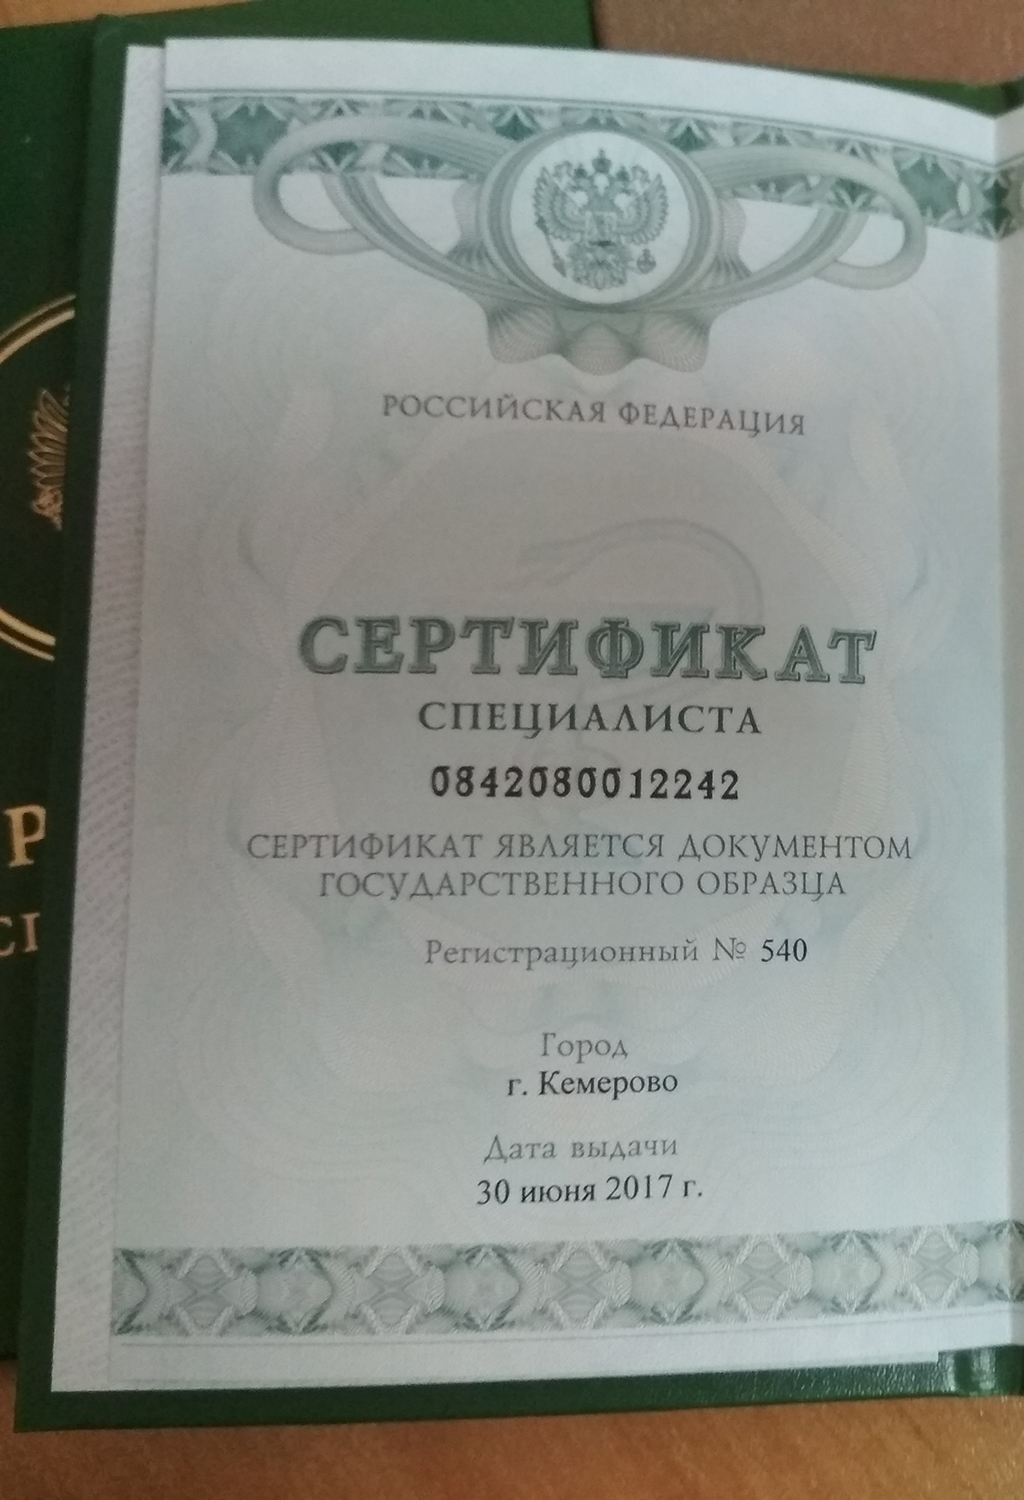 РОССИЙСКАЯ ФЕДЕРАЦИЯ
СЕРТИФИКАТ
СПЕЦИАЛИСТА
0842080012242
СЕРТИФИКАТ ЯВЛЯЕТСЯ ДОКУМЕНТОМ
ГОСУДАРСТВЕННОГО ОБРАЗЦА
Регистрационный № 540
Город
г. Кемерово
Дата выдачи
30 июня 2017 г.